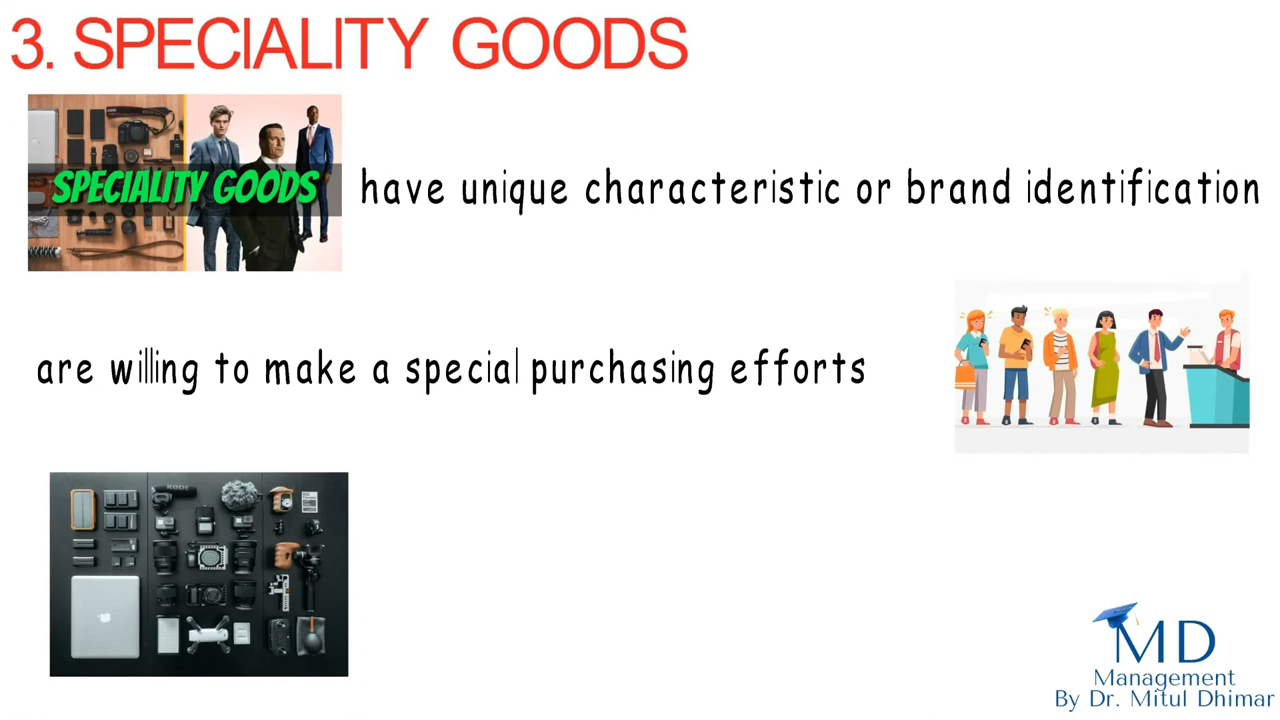 3. SPECIALITY GOODS
SPECIALITY GOODS
have unique characteristic or brand identification
are willing to make a special purchasing efforts
RODE
MD
Management
By Dr. Mitul Dhimar